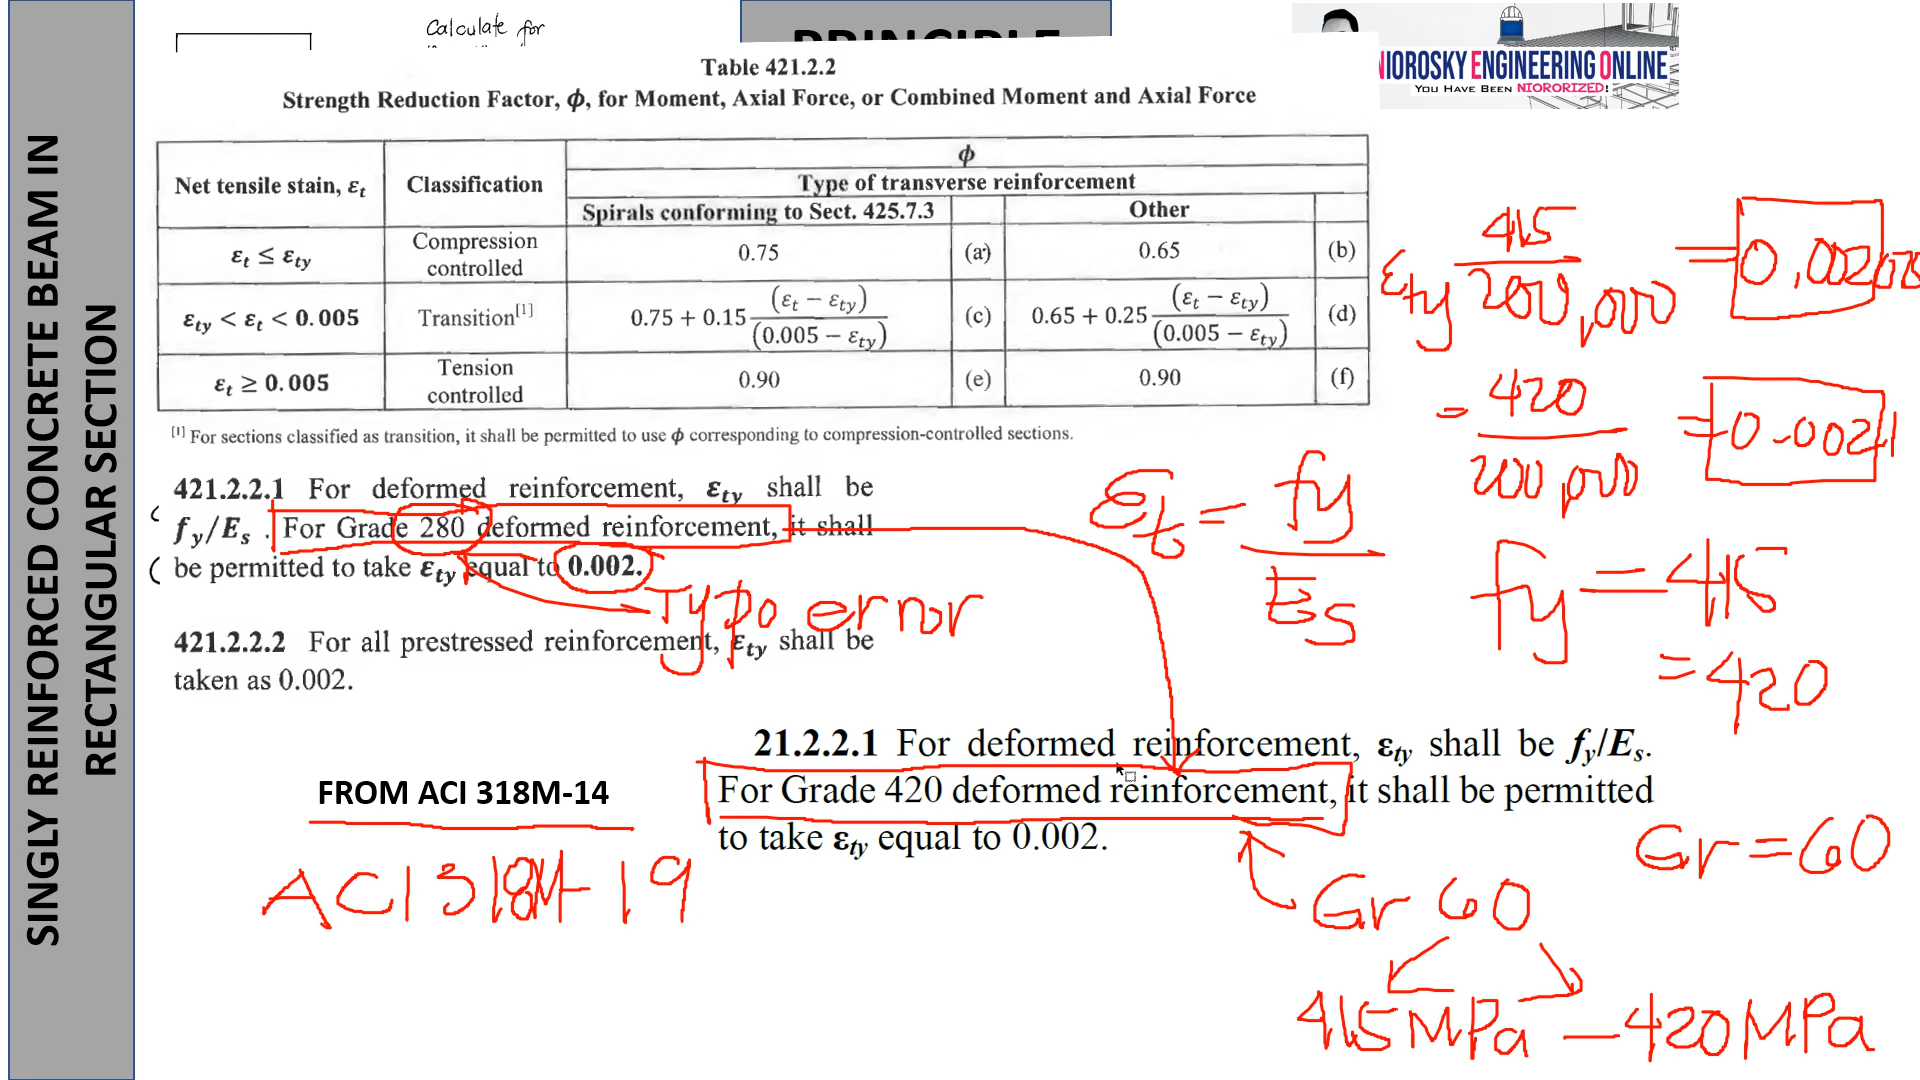 SINGLY REINFORCED CONCRETE BEAM IN
RECTANGULAR SECTION
Calculate for
PRINCIPLE
NIOROSKY ENGINEERING ONLINE
YOU HAVE BEEN NIORORIZED!
Table 421.2.2
Strength Reduction Factor, ϕ, for Moment, Axial Force, or Combined Moment and Axial Force
Net tensile stain, εt
Classification
ϕ
Type of transverse reinforcement
Spirals conforming to Sect. 425.7.3
Other
εt ≤ εty
Compression
controlled
0.75
(a)
0.65
(b)
εty < εt < 0.005
Transition[1]
0.75 + 0.15 (εt − εty) / (0.005 − εty)
(c)
0.65 + 0.25 (εt − εty) / (0.005 − εty)
(d)
εt ≥ 0.005
Tension
controlled
0.90
(e)
0.90
(f)
[1] For sections classified as transition, it shall be permitted to use ϕ corresponding to compression-controlled sections.
421.2.2.1 For deformed reinforcement, εty shall be
fy/Es . For Grade 280 deformed reinforcement, it shall
be permitted to take εty equal to 0.002.
Typo error
421.2.2.2 For all prestressed reinforcement, εty shall be
taken as 0.002.
εty 415 / 200,000 = 0.002075
= 420 / 200,000 = 0.0021
εt = fy / Es
fy = 415
= 420
21.2.2.1 For deformed reinforcement, εty shall be fy/Es.
For Grade 420 deformed reinforcement, it shall be permitted
to take εty equal to 0.002.
FROM ACI 318M-14
ACI 318M-19
Gr = 60
Gr 60
415 MPa – 420 MPa